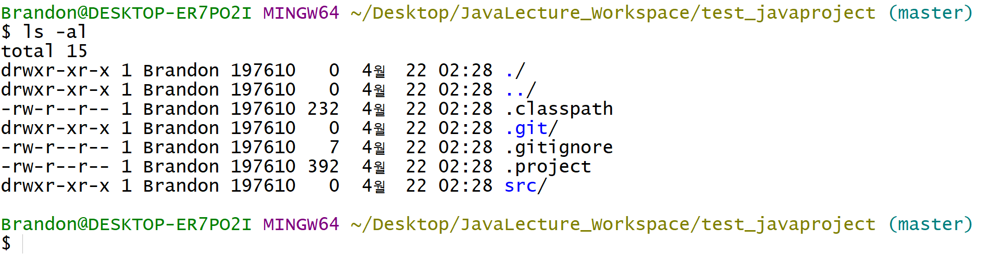 Brandon@DESKTOP-ER7PO2I MINGW64 ~/Desktop/JavaLecture_Workspace/test_javaproject (master)
$ ls -al
total 15
drwxr-xr-x 1 Brandon 197610   0  4월  22 02:28 ./
drwxr-xr-x 1 Brandon 197610   0  4월  22 02:28 ../
-rw-r--r-- 1 Brandon 197610 232  4월  22 02:28 .classpath
drwxr-xr-x 1 Brandon 197610   0  4월  22 02:28 .git/
-rw-r--r-- 1 Brandon 197610   7  4월  22 02:28 .gitignore
-rw-r--r-- 1 Brandon 197610 392  4월  22 02:28 .project
drwxr-xr-x 1 Brandon 197610   0  4월  22 02:28 src/
Brandon@DESKTOP-ER7PO2I MINGW64 ~/Desktop/JavaLecture_Workspace/test_javaproject (master)
$